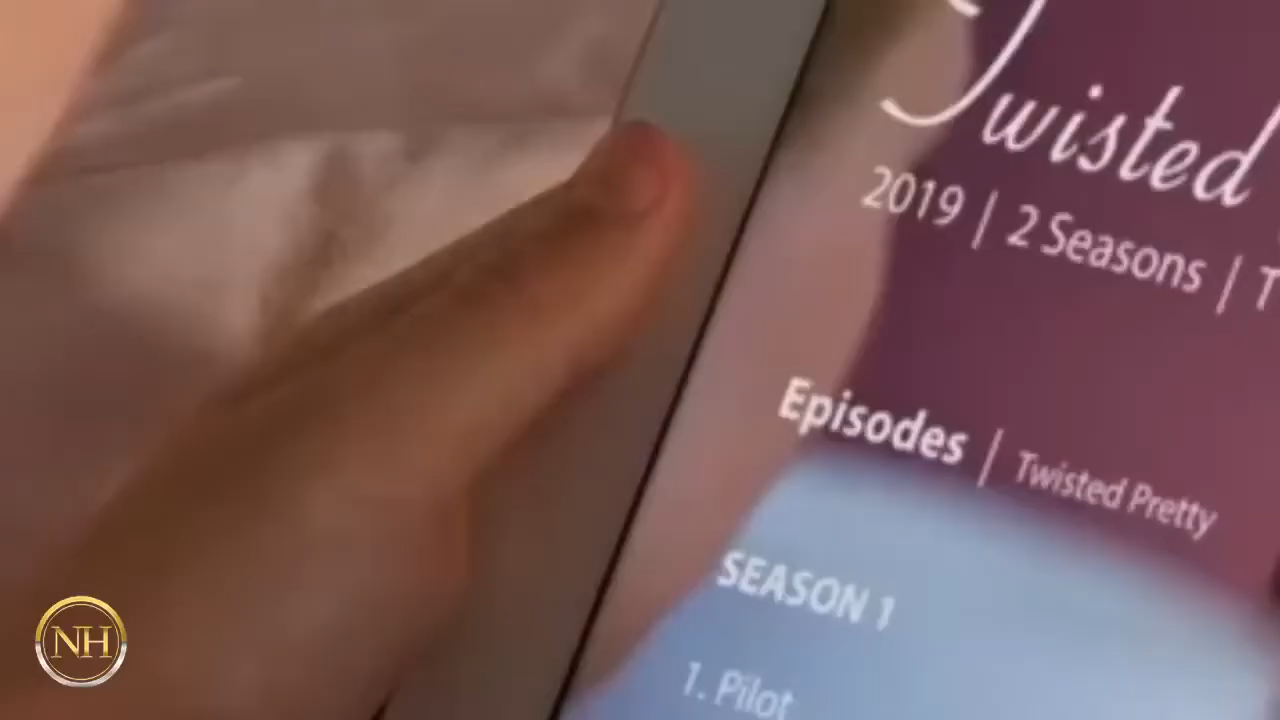 Twisted
2019 | 2 Seasons | T
Episodes | Twisted Pretty
SEASON 1
1. Pilot
NH